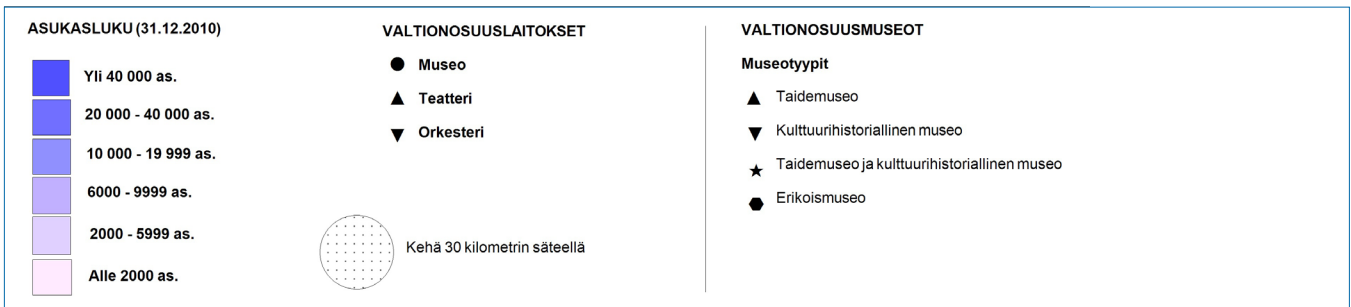 ASUKASLUKU (31.12.2010)
Yli 40 000 as.
20 000 - 40 000 as.
10 000 - 19 999 as.
6000 - 9999 as.
2000 - 5999 as.
Alle 2000 as.
VALTIONOSUUSLAITOKSET
Museo
Teatteri
Orkesteri
Kehä 30 kilometrin säteellä
VALTIONOSUUSMUSEOT
Museotyypit
Taidemuseo
Kulttuurihistoriallinen museo
Taidemuseo ja kulttuurihistoriallinen museo
Erikoismuseo